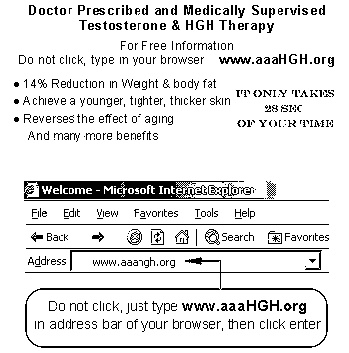 Doctor Prescribed and Medically Supervised
Testosterone & HGH Therapy
For Free Information
Do not click, type in your browser www.aaaHGH.org
● 14% Reduction in Weight & body fat
● Achieve a younger, tighter, thicker skin
● Reverses the effect of aging
And many more benefits
IT ONLY TAKES
28 SEC
OF YOUR TIME
Welcome - Microsoft Internet Explorer
File Edit View Favorites Tools Help
Back Search Favorites
Address www.aaahgh.org
Do not click, just type www.aaaHGH.org
in address bar of your browser, then click enter